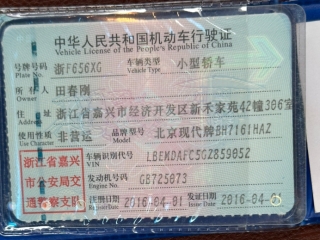 中华人民共和国机动车行驶证
Vehicle License of the People's Republic of China
号牌号码 浙F656XG 车辆类型 小型轿车
Plate No. Vehicle Type
所有人 田春刚
Owner
住址 浙江省嘉兴市经济开发区新禾家苑42幢306室
Address
使用性质 非营运 品牌型号 北京现代牌BH7161HAZ
Use Character Model
浙江省嘉兴市公安局交通警察支队
车辆识别代号 LBEMDAFC5GZ859852
VIN
发动机号码 GB725073
Engine No.
注册日期 2016-04-01 发证日期 2016-04-01
Register Date Issue Date